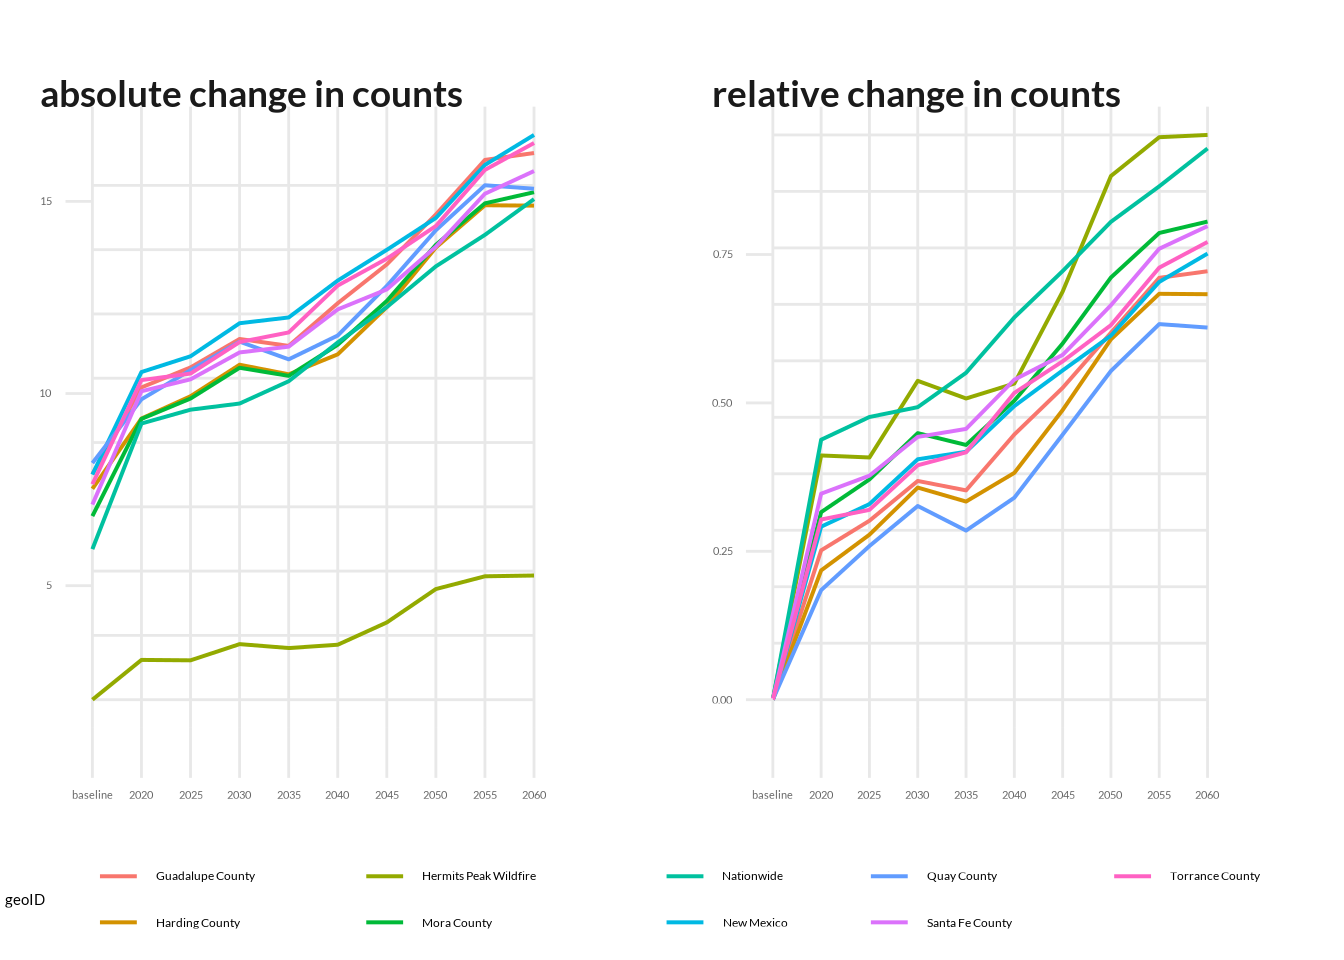 absolute change in counts
relative change in counts
15
10
5
0.75
0.50
0.25
0.00
baseline 2020 2025 2030 2035 2040 2045 2050 2055 2060
baseline 2020 2025 2030 2035 2040 2045 2050 2055 2060
geoID
Guadalupe County
Hermits Peak Wildfire
Nationwide
Quay County
Torrance County
Harding County
Mora County
New Mexico
Santa Fe County